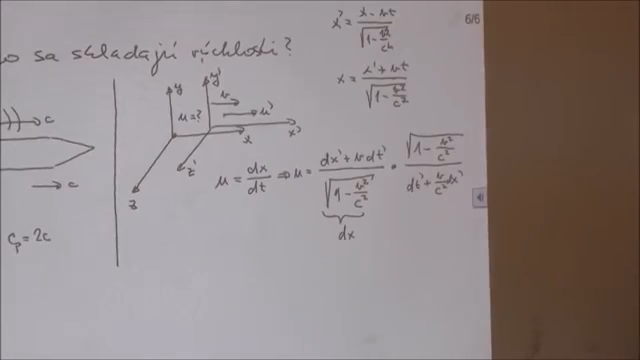 6/6
x' = x - vt / √(1 - v²/c²)
o sa skladajú rýchlosti?
x = x' + vt / √(1 - v²/c²)
c
y y' v u=? u' x x' z' z
c
u = dx/dt ⇒ u = dx' + v dt' / √(1 - v²/c²) · √(1 - v²/c²) / dt' + v/c² dx'
dx
cₚ = 2c